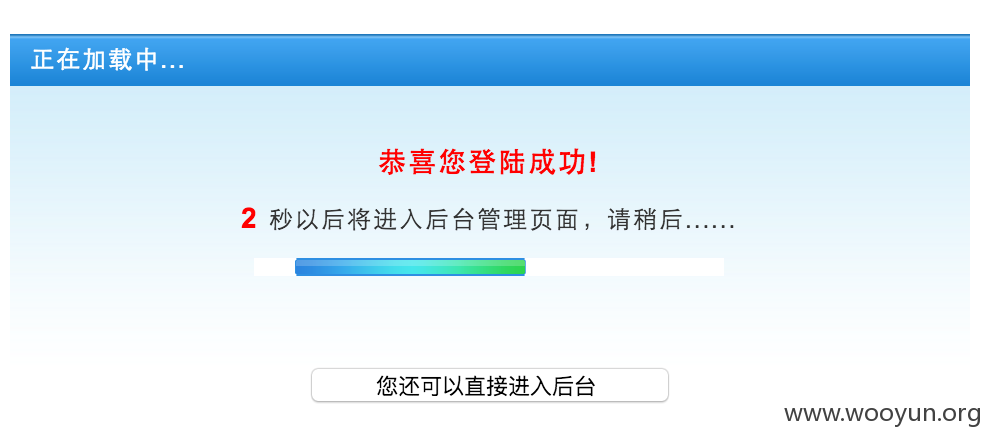 正在加载中...
恭喜您登陆成功!
2 秒以后将进入后台管理页面，请稍后......
您还可以直接进入后台
www.wooyun.org